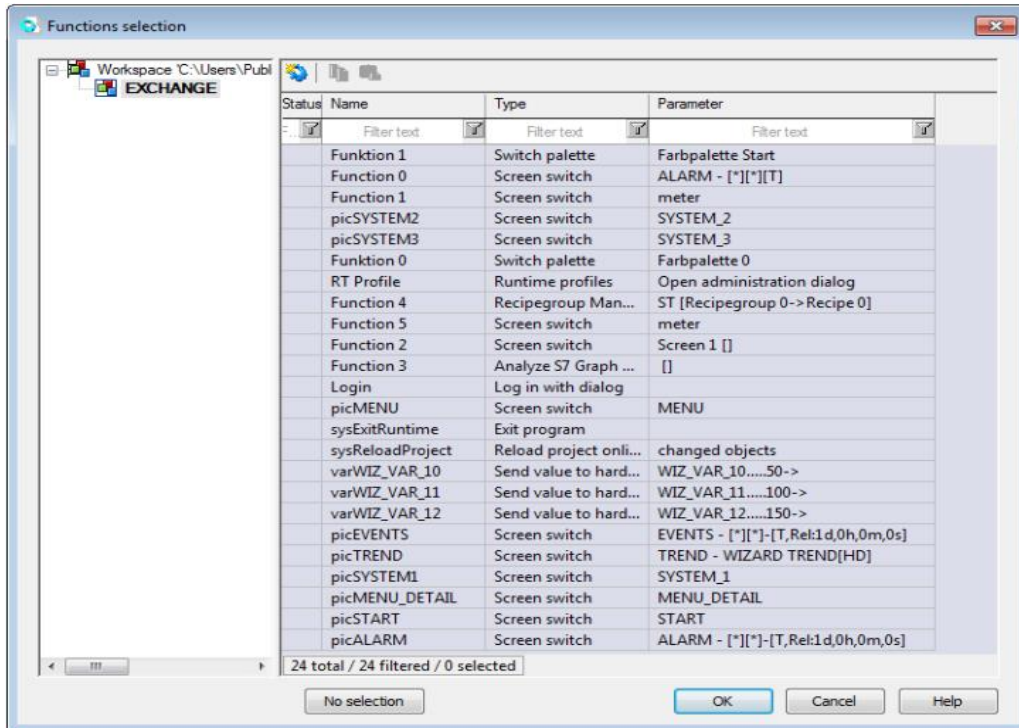 Functions selection
Workspace 'C:\Users\Publ
EXCHANGE
Status Name Type Parameter
F... Filter text Filter text Filter text
Funktion 1 Switch palette Farbpalette Start
Function 0 Screen switch ALARM - [*][*][T]
Function 1 Screen switch meter
picSYSTEM2 Screen switch SYSTEM_2
picSYSTEM3 Screen switch SYSTEM_3
Funktion 0 Switch palette Farbpalette 0
RT Profile Runtime profiles Open administration dialog
Function 4 Recipegroup Man... ST [Recipegroup 0->Recipe 0]
Function 5 Screen switch meter
Function 2 Screen switch Screen 1 []
Function 3 Analyze S7 Graph ... []
Login Log in with dialog
picMENU Screen switch MENU
sysExitRuntime Exit program
sysReloadProject Reload project onli... changed objects
varWIZ_VAR_10 Send value to hard... WIZ_VAR_10.....50->
varWIZ_VAR_11 Send value to hard... WIZ_VAR_11.....100->
varWIZ_VAR_12 Send value to hard... WIZ_VAR_12.....150->
picEVENTS Screen switch EVENTS - [*][*]-[T,Rel:1d,0h,0m,0s]
picTREND Screen switch TREND - WIZARD TREND[HD]
picSYSTEM1 Screen switch SYSTEM_1
picMENU_DETAIL Screen switch MENU_DETAIL
picSTART Screen switch START
picALARM Screen switch ALARM - [*][*]-[T,Rel:1d,0h,0m,0s]
24 total / 24 filtered / 0 selected
No selection OK Cancel Help